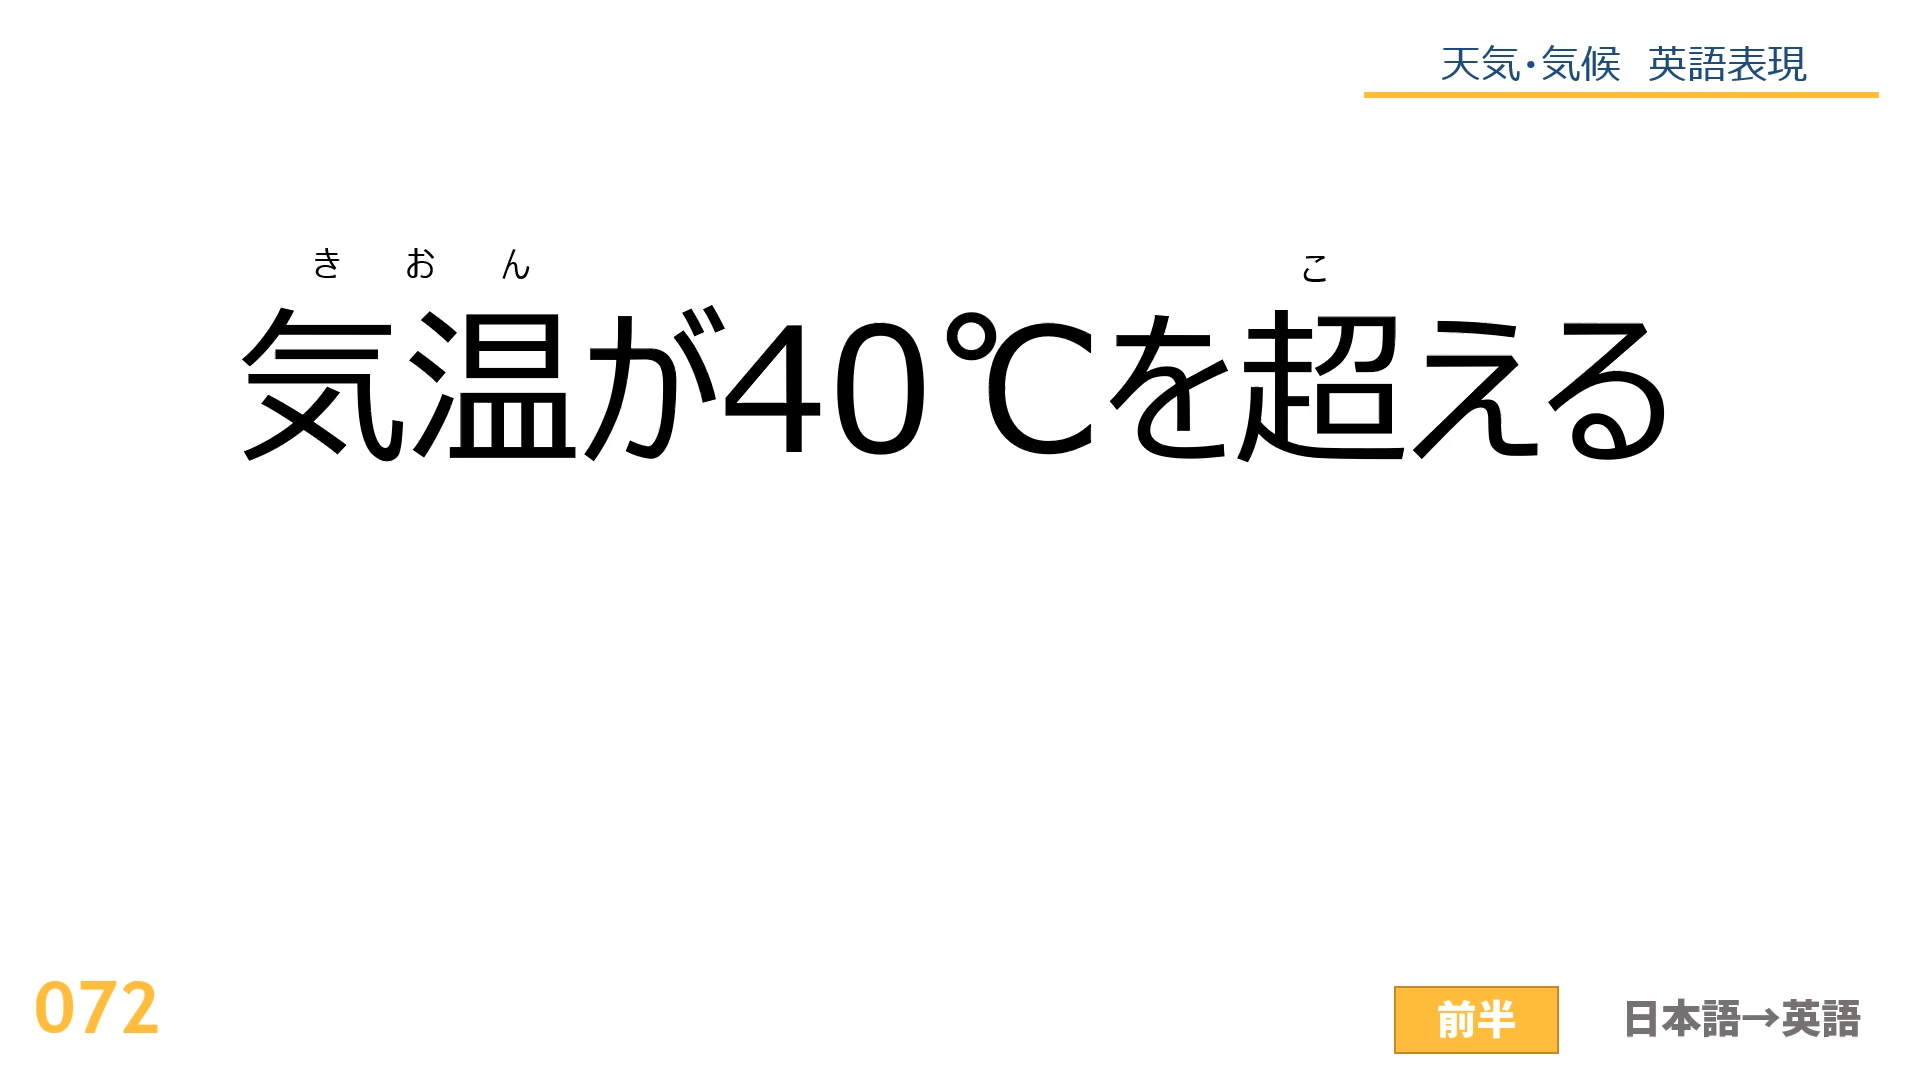 天気・気候　英語表現
きおん　こ
気温が40℃を超える
072
前半
日本語→英語